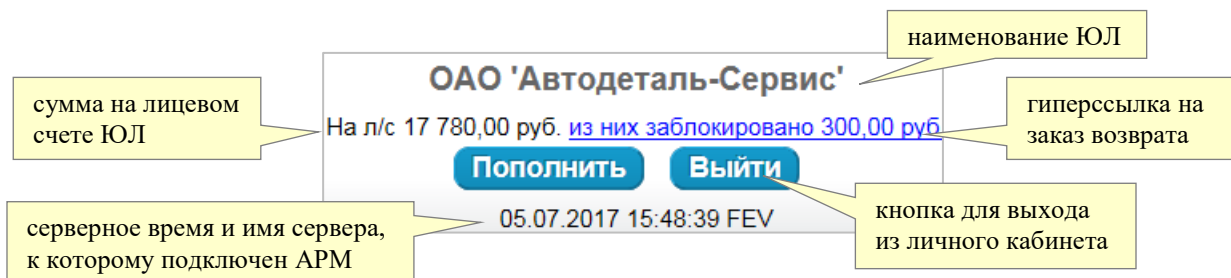 наименование ЮЛ
ОАО 'Автодеталь-Сервис'
сумма на лицевом
счете ЮЛ
На л/с 17 780,00 руб. из них заблокировано 300,00 руб.
гиперссылка на
заказ возврата
Пополнить Выйти
кнопка для выхода
из личного кабинета
05.07.2017 15:48:39 FEV
серверное время и имя сервера,
к которому подключен АРМ